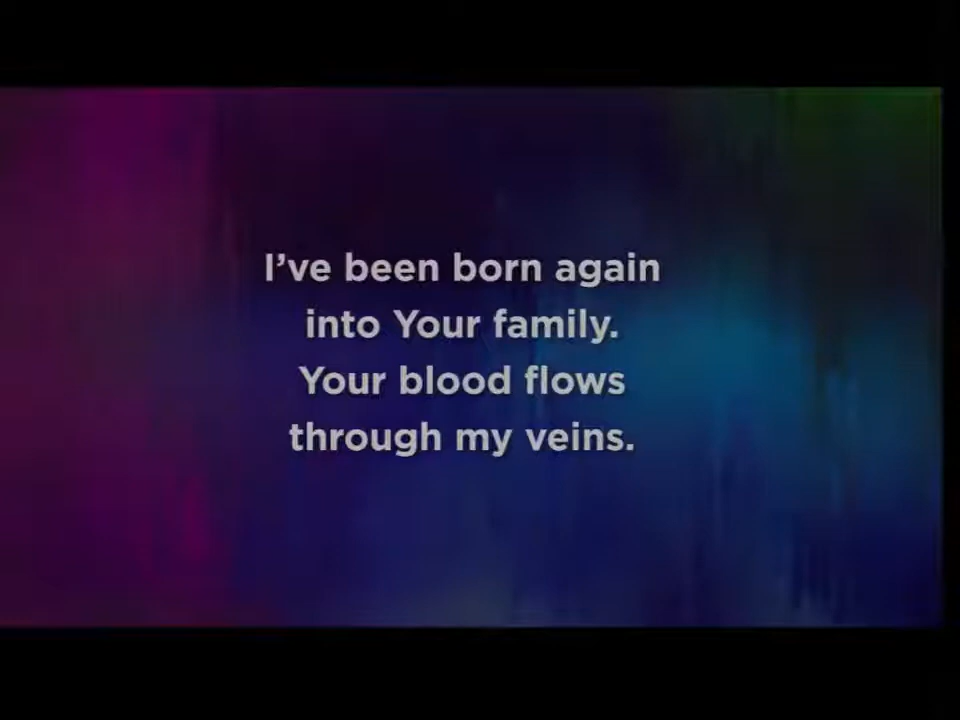 I’ve been born again
into Your family.
Your blood flows
through my veins.